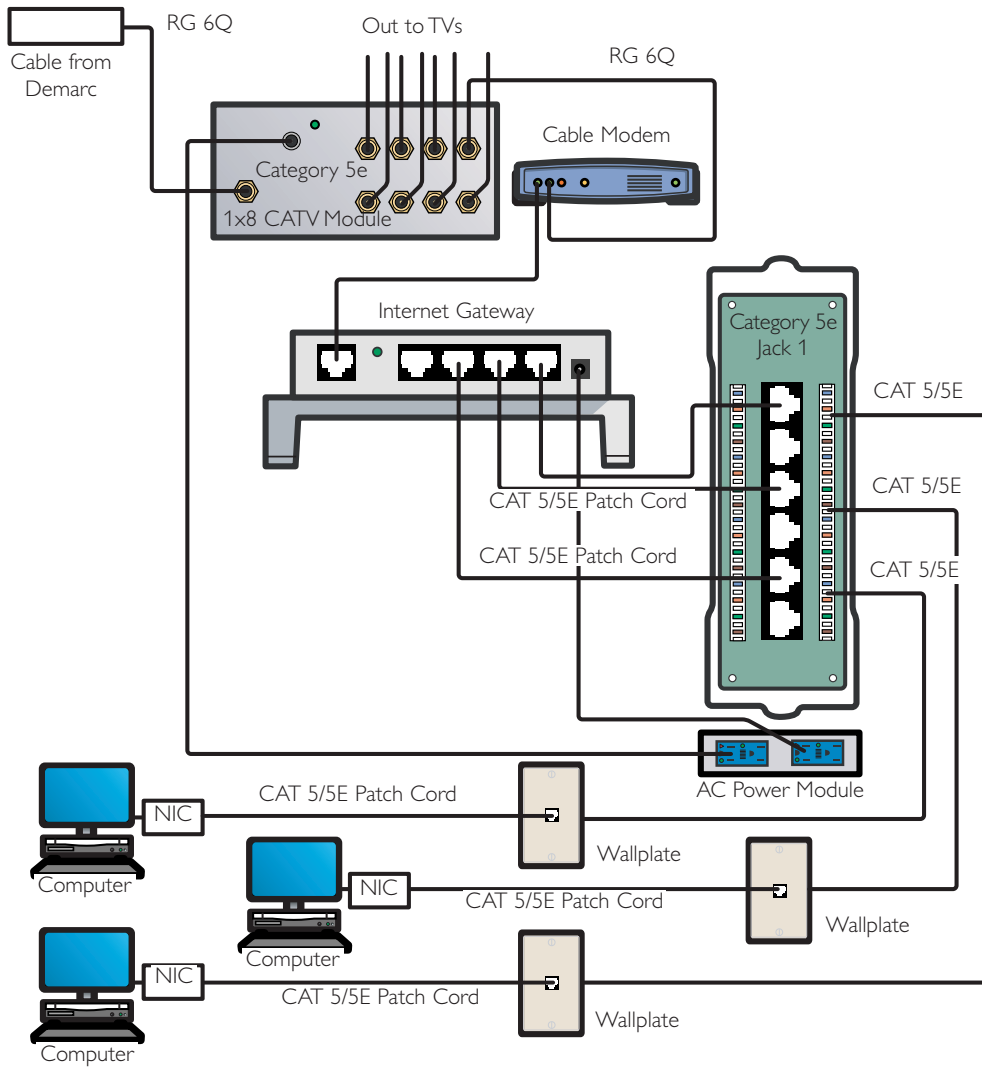 RG 6Q
Out to TVs
RG 6Q
Cable from
Demarc
Cable Modem
Category 5e
1x8 CATV Module
Internet Gateway
Category 5e
Jack 1
CAT 5/5E
CAT 5/5E Patch Cord
CAT 5/5E
CAT 5/5E Patch Cord
CAT 5/5E
AC Power Module
NIC
CAT 5/5E Patch Cord
Wallplate
Computer
NIC
CAT 5/5E Patch Cord
Wallplate
Computer
NIC
CAT 5/5E Patch Cord
Wallplate
Computer